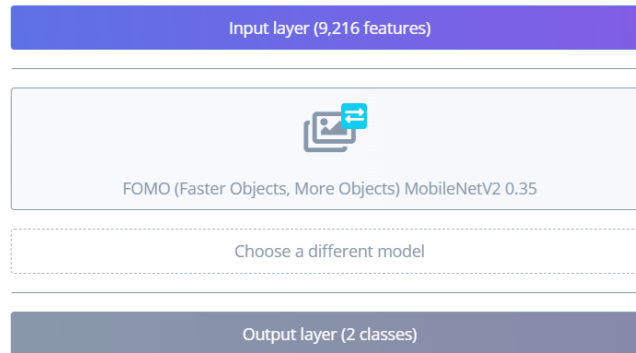 Input layer (9,216 features)
FOMO (Faster Objects, More Objects) MobileNetV2 0.35
Choose a different model
Output layer (2 classes)